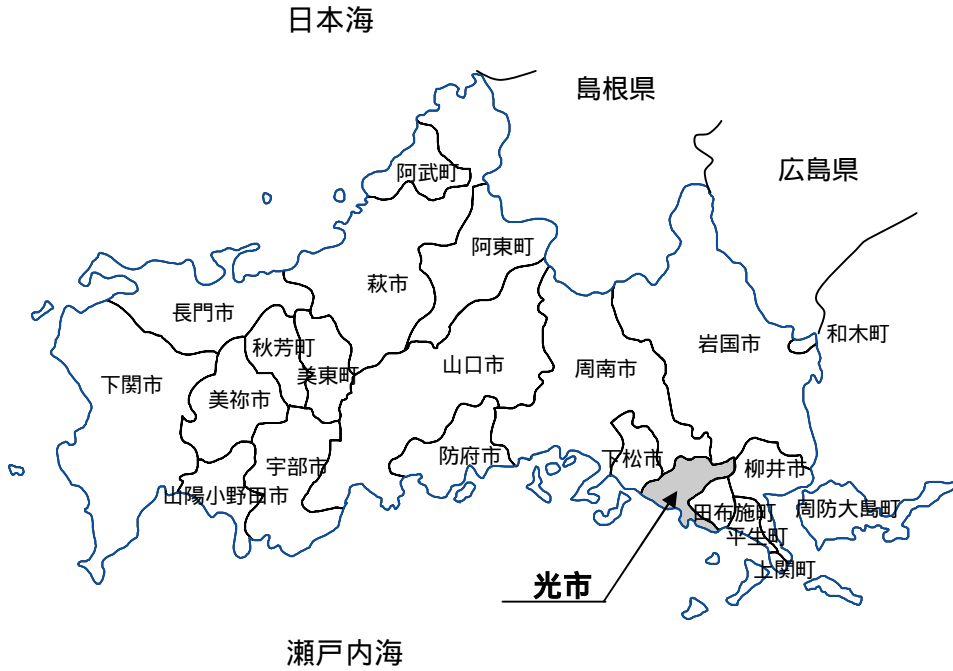 日本海
島根県
広島県
阿武町
阿東町
萩市
長門市
秋芳町
美東町
山口市
周南市
岩国市
和木町
下関市
美祢市
防府市
下松市
柳井市
宇部市
山陽小野田市
田布施町
周防大島町
平生町
上関町
光市
瀬戸内海